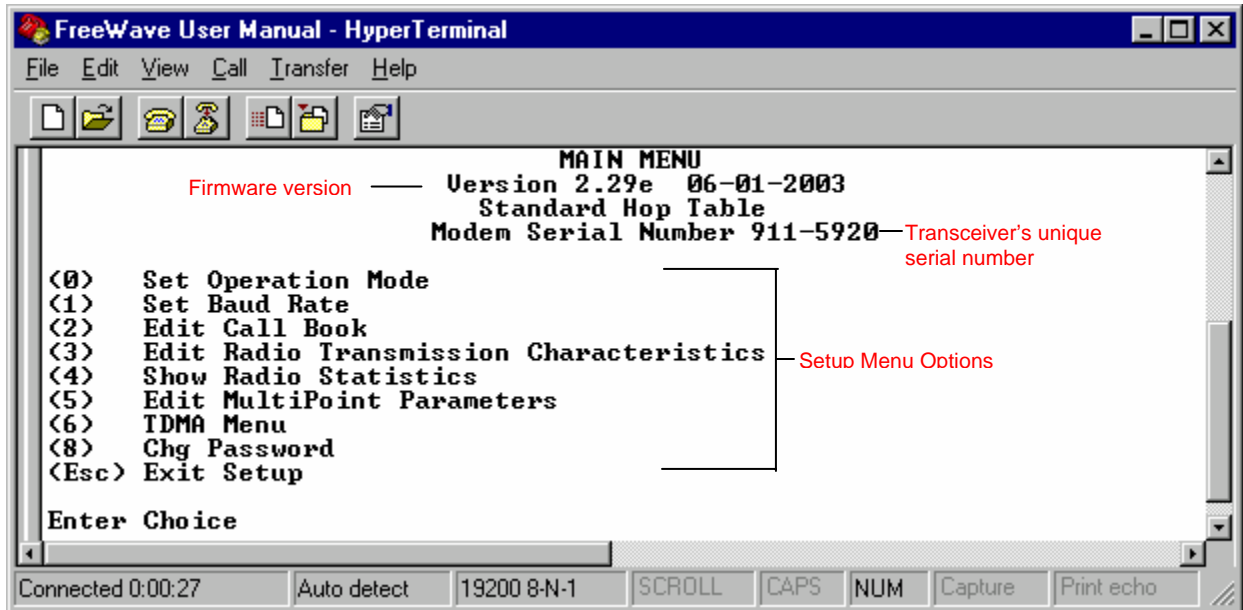 FreeWave User Manual - HyperTerminal
File Edit View Call Transfer Help
MAIN MENU
Firmware version Version 2.29e 06-01-2003
Standard Hop Table
Modem Serial Number 911-5920 Transceiver's unique
serial number
(0) Set Operation Mode
(1) Set Baud Rate
(2) Edit Call Book
(3) Edit Radio Transmission Characteristics
Setup Menu Options
(4) Show Radio Statistics
(5) Edit MultiPoint Parameters
(6) TDMA Menu
(8) Chg Password
(Esc) Exit Setup
Enter Choice
Connected 0:00:27 Auto detect 19200 8-N-1 SCROLL CAPS NUM Capture Print echo